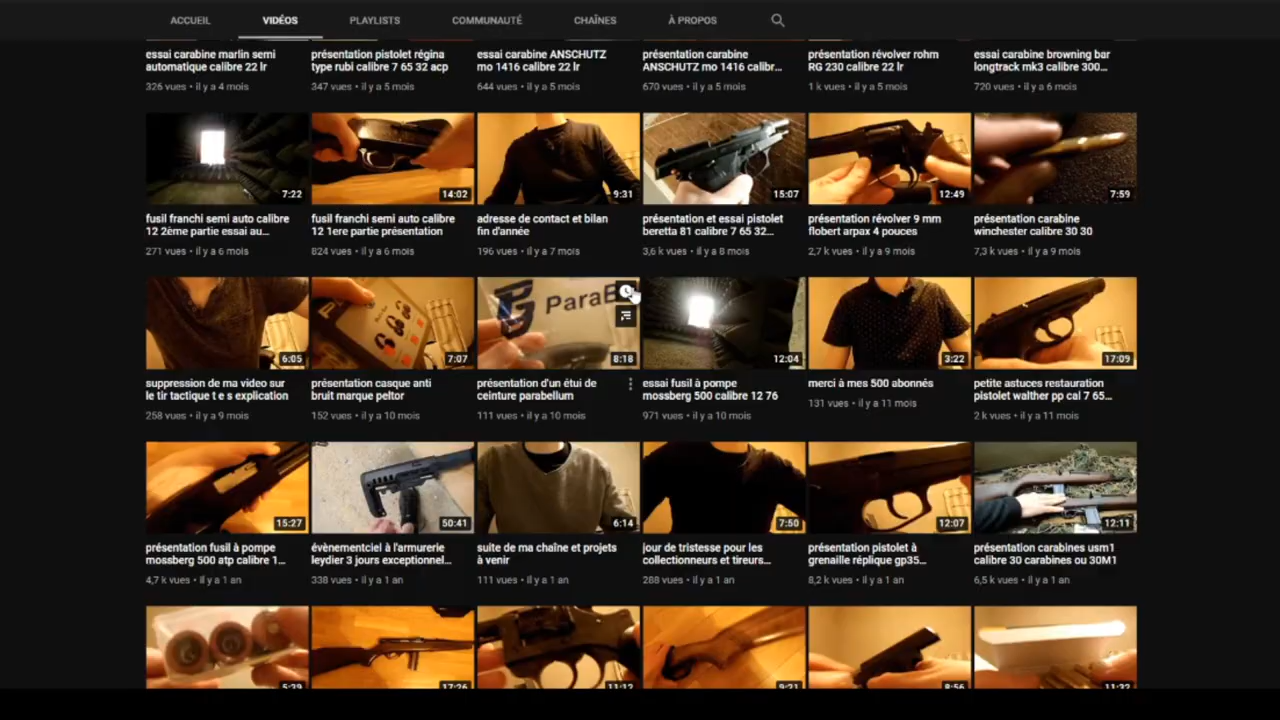 ACCUEIL VIDÉOS PLAYLISTS COMMUNAUTÉ CHAÎNES À PROPOS
essai carabine marlin semi présentation pistolet régina essai carabine ANSCHUTZ présentation carabine présentation révolver rohm essai carabine browning bar
automatique calibre 22 lr type rubi calibre 7 65 32 acp mo 1416 calibre 22 lr ANSCHUTZ mo 1416 calibr... RG 230 calibre 22 lr longtrack mk3 calibre 300...
326 vues • il y a 4 mois 347 vues • il y a 5 mois 644 vues • il y a 5 mois 670 vues • il y a 5 mois 1 k vues • il y a 5 mois 720 vues • il y a 6 mois
7:22 14:02 9:31 15:07 12:49 7:59
fusil franchi semi auto calibre fusil franchi semi auto calibre adresse de contact et bilan présentation et essai pistolet présentation révolver 9 mm présentation carabine
12 2ème partie essai au... 12 1ere partie présentation fin d'année beretta 81 calibre 7 65 32... flobert arpax 4 pouces winchester calibre 30 30
271 vues • il y a 6 mois 824 vues • il y a 6 mois 196 vues • il y a 7 mois 3,6 k vues • il y a 8 mois 2,7 k vues • il y a 9 mois 7,3 k vues • il y a 9 mois
ParaB
6:05 7:07 8:18 12:04 3:22 17:09
suppression de ma video sur présentation casque anti présentation d'un étui de essai fusil à pompe merci à mes 500 abonnés petite astuces restauration
le tir tactique t e s explication bruit marque peltor ceinture parabellum mossberg 500 calibre 12 76 pistolet walther pp cal 7 65...
258 vues • il y a 9 mois 152 vues • il y a 10 mois 111 vues • il y a 10 mois 971 vues • il y a 10 mois 131 vues • il y a 11 mois 2 k vues • il y a 11 mois
15:27 50:41 6:14 7:50 12:07 12:11
présentation fusil à pompe évènementciel à l'armurerie suite de ma chaîne et projets jour de tristesse pour les présentation pistolet à présentation carabines usm1
mossberg 500 atp calibre 1... leydier 3 jours exceptionnel... à venir collectionneurs et tireurs... grenaille réplique gp35... calibre 30 carabines ou 30M1
4,7 k vues • il y a 1 an 338 vues • il y a 1 an 111 vues • il y a 1 an 288 vues • il y a 1 an 8,2 k vues • il y a 1 an 6,5 k vues • il y a 1 an
5:29 17:26 11:12 9:21 8:56 11:32